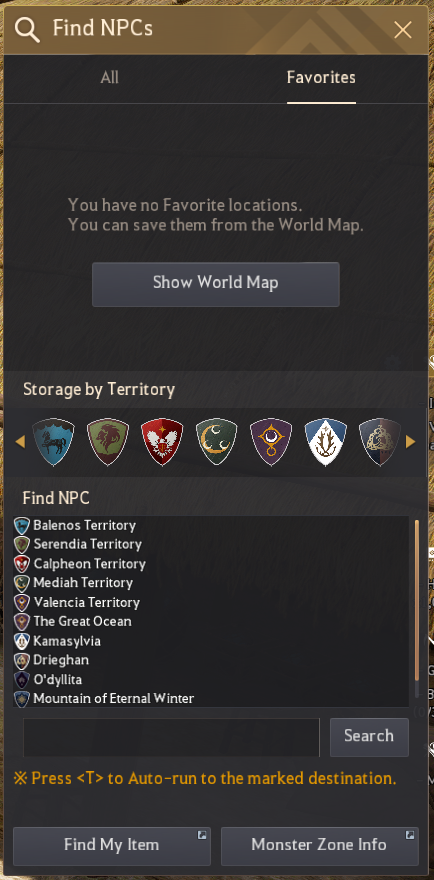 Find NPCs
All
Favorites
You have no Favorite locations.
You can save them from the World Map.
Show World Map
Storage by Territory
Find NPC
Balenos Territory
Serendia Territory
Calpheon Territory
Mediah Territory
Valencia Territory
The Great Ocean
Kamasylvia
Drieghan
O'dyllita
Mountain of Eternal Winter
Search
※ Press <T> to Auto-run to the marked destination.
Find My Item
Monster Zone Info